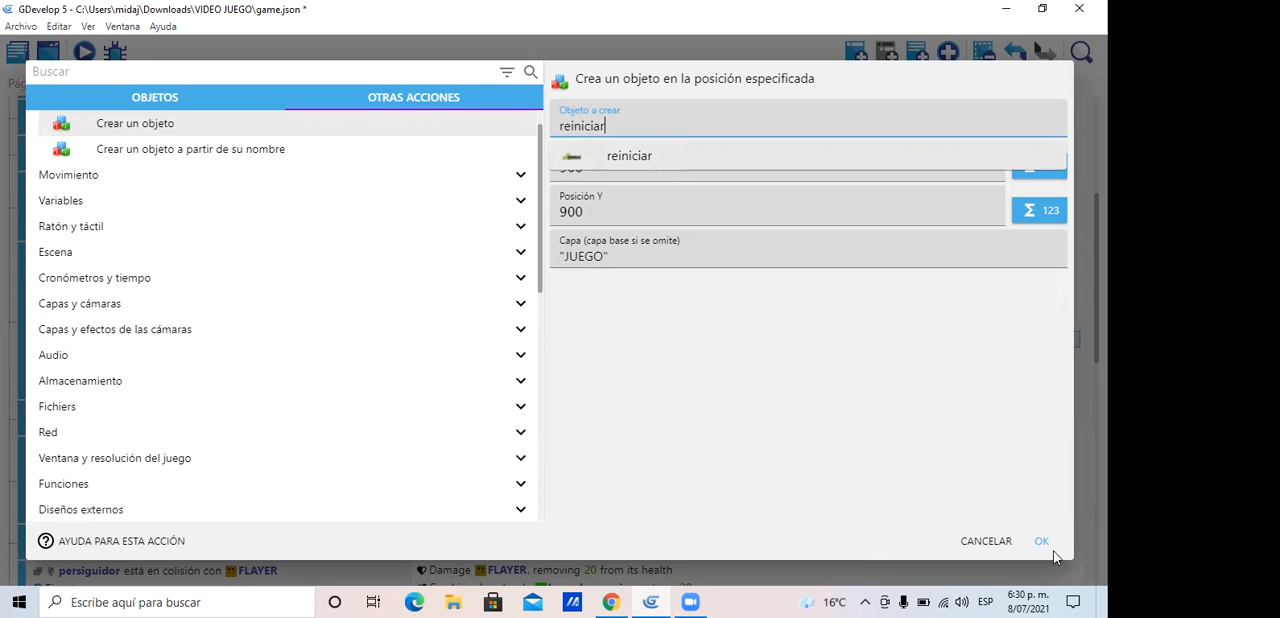 GDevelop 5 - C:\Users\midaj\Downloads\VIDEO JUEGO\game.json *
Archivo Editar Ver Ventana Ayuda
Buscar
OBJETOS
OTRAS ACCIONES
Crear un objeto
Crear un objeto a partir de su nombre
Movimiento
Variables
Ratón y táctil
Escena
Cronómetros y tiempo
Capas y cámaras
Capas y efectos de las cámaras
Audio
Almacenamiento
Fichiers
Red
Ventana y resolución del juego
Funciones
Diseños externos
AYUDA PARA ESTA ACCIÓN
Crea un objeto en la posición especificada
Objeto a crear
reiniciar
reiniciar
Posición Y
900
Σ 123
Capa (capa base si se omite)
"JUEGO"
CANCELAR
OK
persiguidor está en colisión con FLAYER
Damage FLAYER, removing 20 from its health
Escribe aquí para buscar
16°C
ESP
6:30 p. m.
8/07/2021